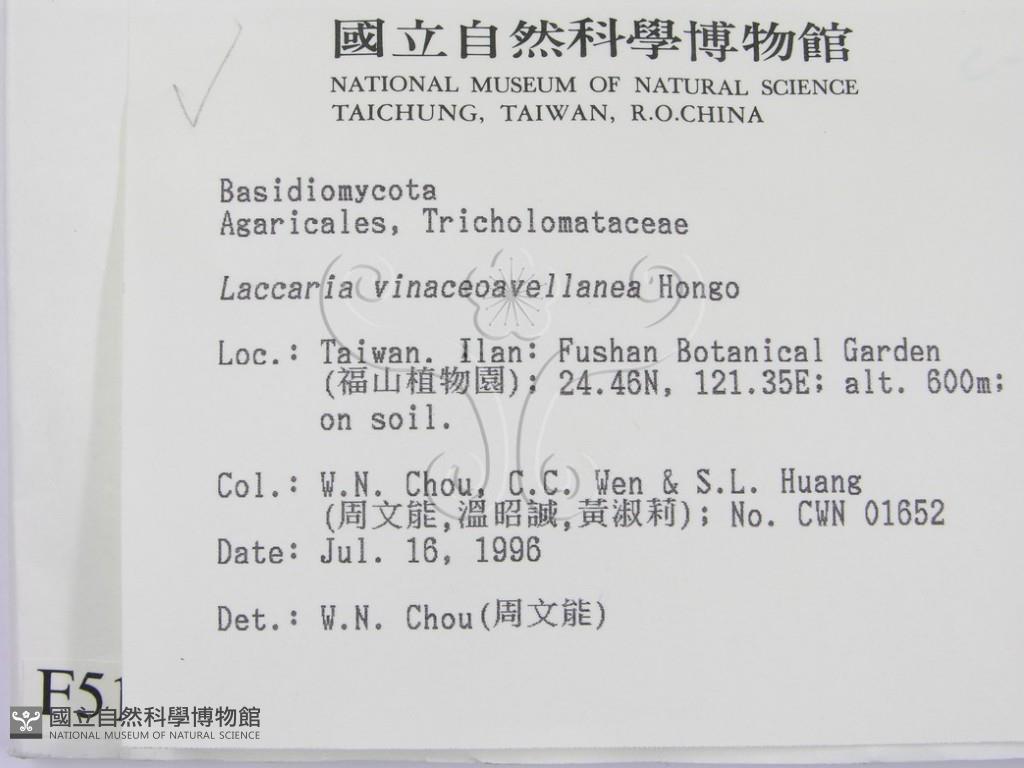 國立自然科學博物館
NATIONAL MUSEUM OF NATURAL SCIENCE
TAICHUNG, TAIWAN, R.O.CHINA
Basidiomycota
Agaricales, Tricholomataceae
Laccaria vinaceoavellanea Hongo
Loc.: Taiwan. Ilan: Fushan Botanical Garden
(福山植物園); 24.46N, 121.35E; alt. 600m;
on soil.
Col.: W.N. Chou, C.C. Wen & S.L. Huang
(周文能,溫昭誠,黃淑莉); No. CWN 01652
Date: Jul. 16, 1996
Det.: W.N. Chou(周文能)
F51
國立自然科學博物館
NATIONAL MUSEUM OF NATURAL SCIENCE